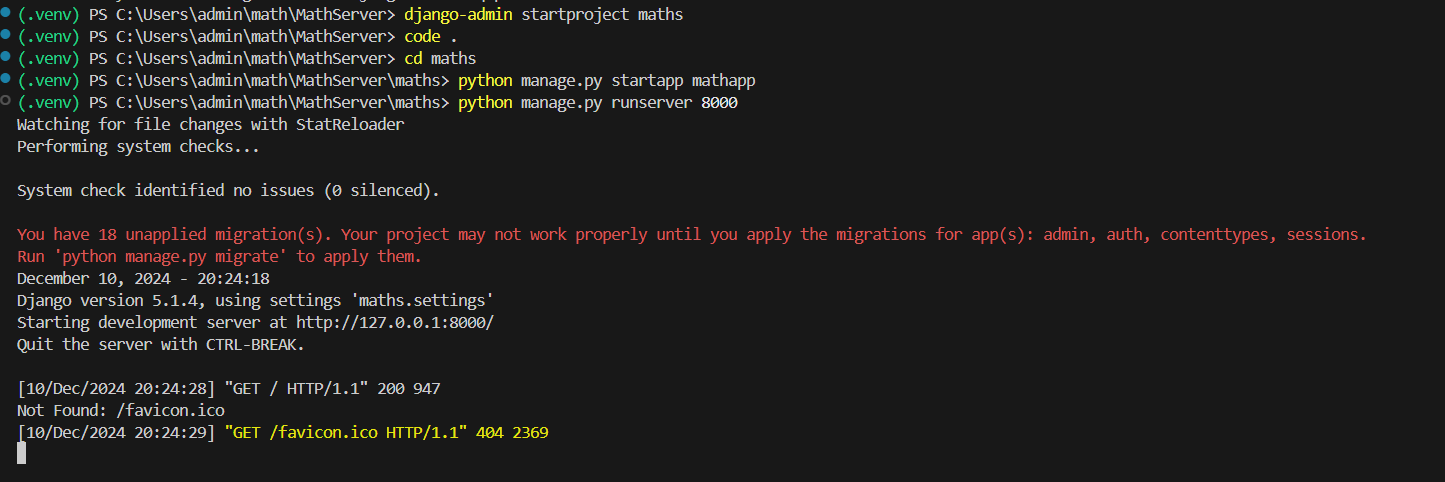 (.venv) PS C:\Users\admin\math\MathServer> django-admin startproject maths
(.venv) PS C:\Users\admin\math\MathServer> code .
(.venv) PS C:\Users\admin\math\MathServer> cd maths
(.venv) PS C:\Users\admin\math\MathServer\maths> python manage.py startapp mathapp
(.venv) PS C:\Users\admin\math\MathServer\maths> python manage.py runserver 8000
Watching for file changes with StatReloader
Performing system checks...

System check identified no issues (0 silenced).

You have 18 unapplied migration(s). Your project may not work properly until you apply the migrations for app(s): admin, auth, contenttypes, sessions.
Run 'python manage.py migrate' to apply them.
December 10, 2024 - 20:24:18
Django version 5.1.4, using settings 'maths.settings'
Starting development server at http://127.0.0.1:8000/
Quit the server with CTRL-BREAK.

[10/Dec/2024 20:24:28] "GET / HTTP/1.1" 200 947
Not Found: /favicon.ico
[10/Dec/2024 20:24:29] "GET /favicon.ico HTTP/1.1" 404 2369